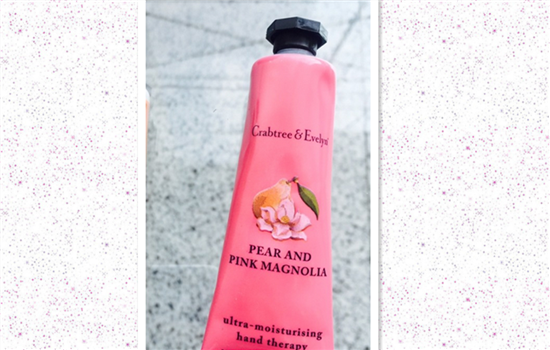 Crabtree & Evelyn
PEAR AND
PINK MAGNOLIA
ultra-moisturising
hand therapy